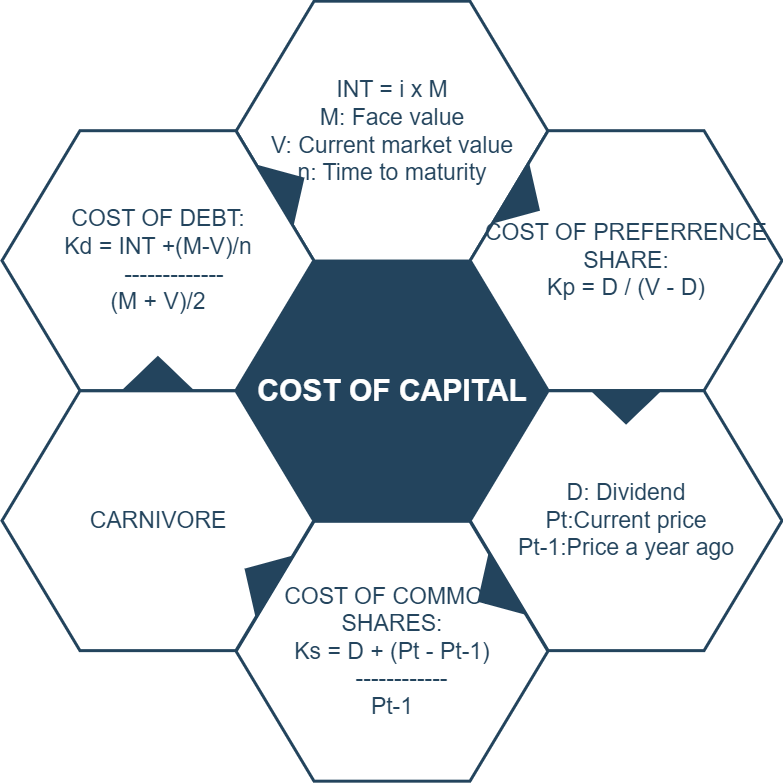 INT = i x M
M: Face value
V: Current market value
n: Time to maturity
COST OF PREFERRENCE
SHARE:
Kp = D / (V - D)
D: Dividend
Pt:Current price
Pt-1:Price a year ago
COST OF COMMO
SHARES:
Ks = D + (Pt - Pt-1)
------------
Pt-1
CARNIVORE
COST OF DEBT:
Kd = INT +(M-V)/n
-------------
(M + V)/2
COST OF CAPITAL